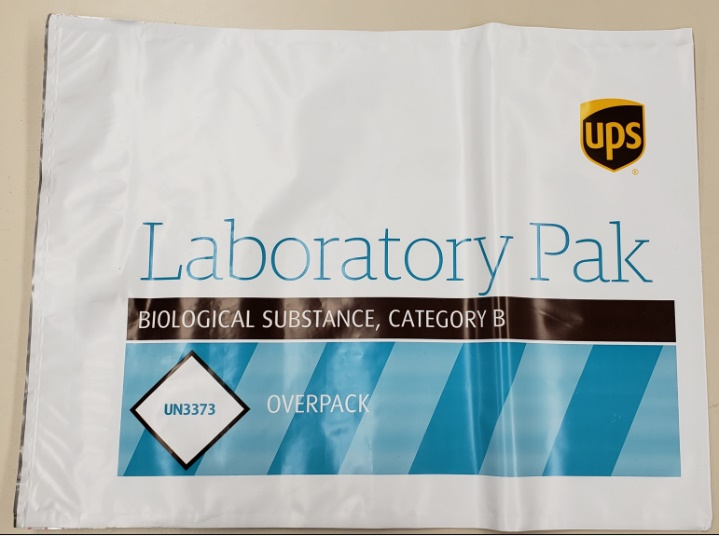 ups
®
Laboratory Pak
BIOLOGICAL SUBSTANCE, CATEGORY B
UN3373
OVERPACK